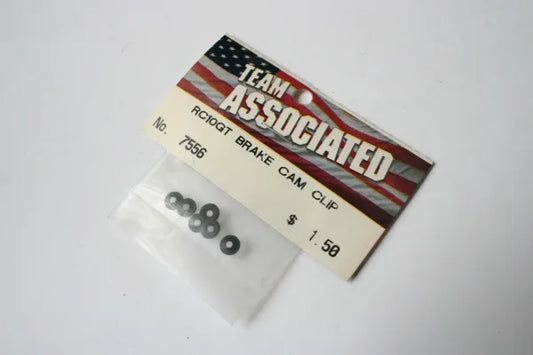 TEAM
ASSOCIATED
RC10GT BRAKE CAM CLIP
No. 7556
$ 1.50